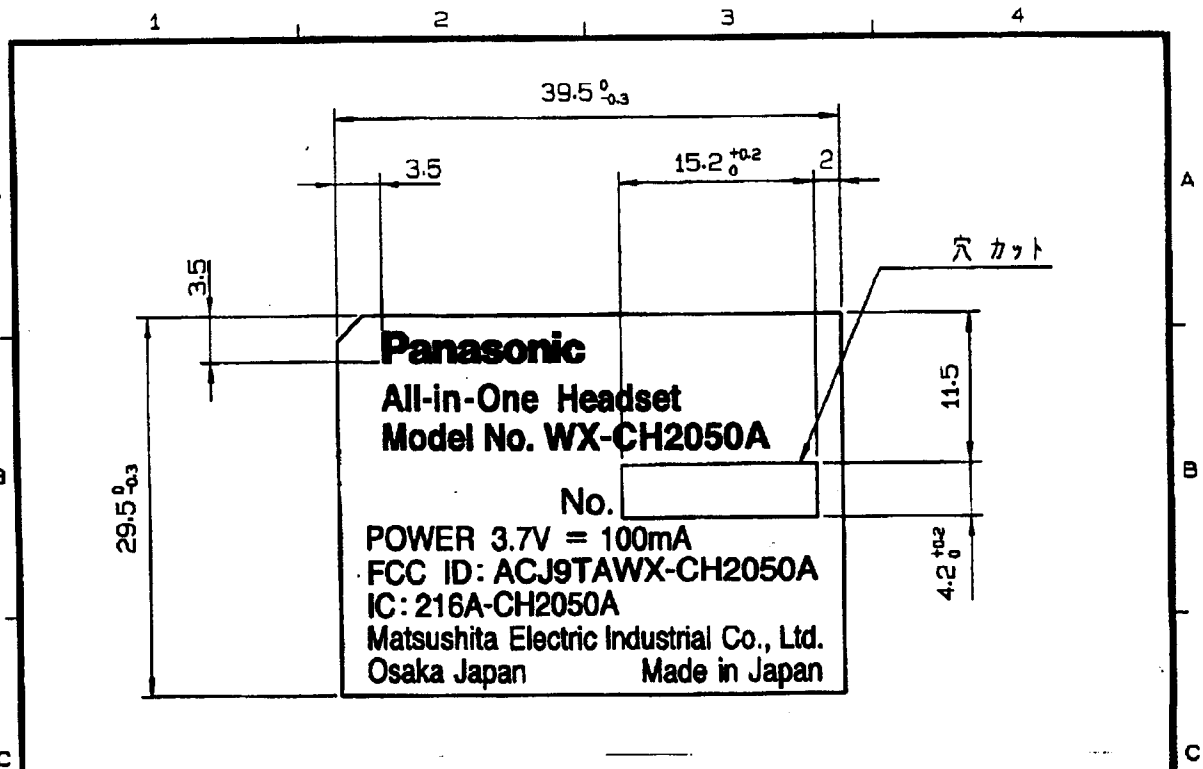 1 2 3 4
39.5 0 -0.3
3.5 15.2 +0.2 0 2
A
穴 カット
3.5
Panasonic
All-in-One Headset
Model No. WX-CH2050A
11.5
B
29.5 0 -0.3
No.
4.2 +0.2 0
POWER 3.7V = 100mA
FCC ID: ACJ9TAWX-CH2050A
IC: 216A-CH2050A
Matsushita Electric Industrial Co., Ltd.
Osaka Japan Made in Japan
C C